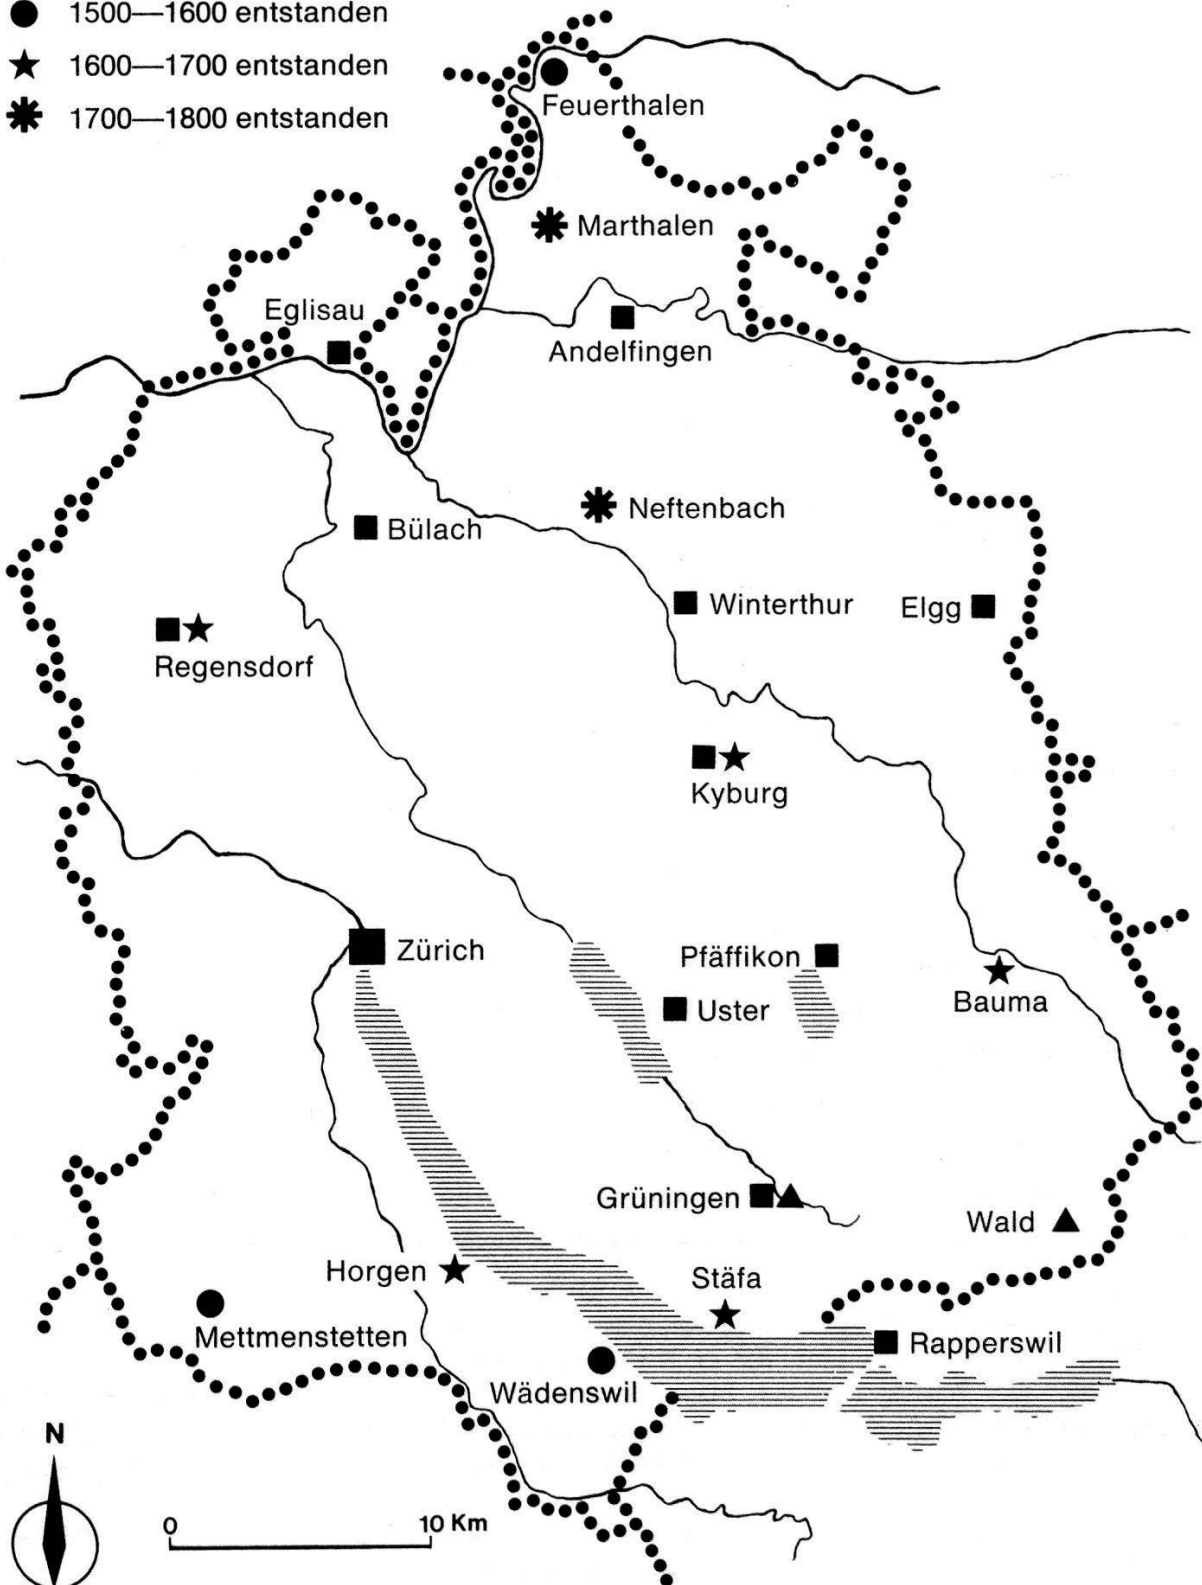 1500—1600 entstanden
1600—1700 entstanden
1700—1800 entstanden
Feuerthalen
Marthalen
Eglisau
Andelfingen
Neftenbach
Bülach
Winterthur
Elgg
Regensdorf
Kyburg
Zürich
Pfäffikon
Uster
Bauma
Grüningen
Wald
Horgen
Stäfa
Mettmenstetten
Rapperswil
Wädenswil
N
0
10 Km